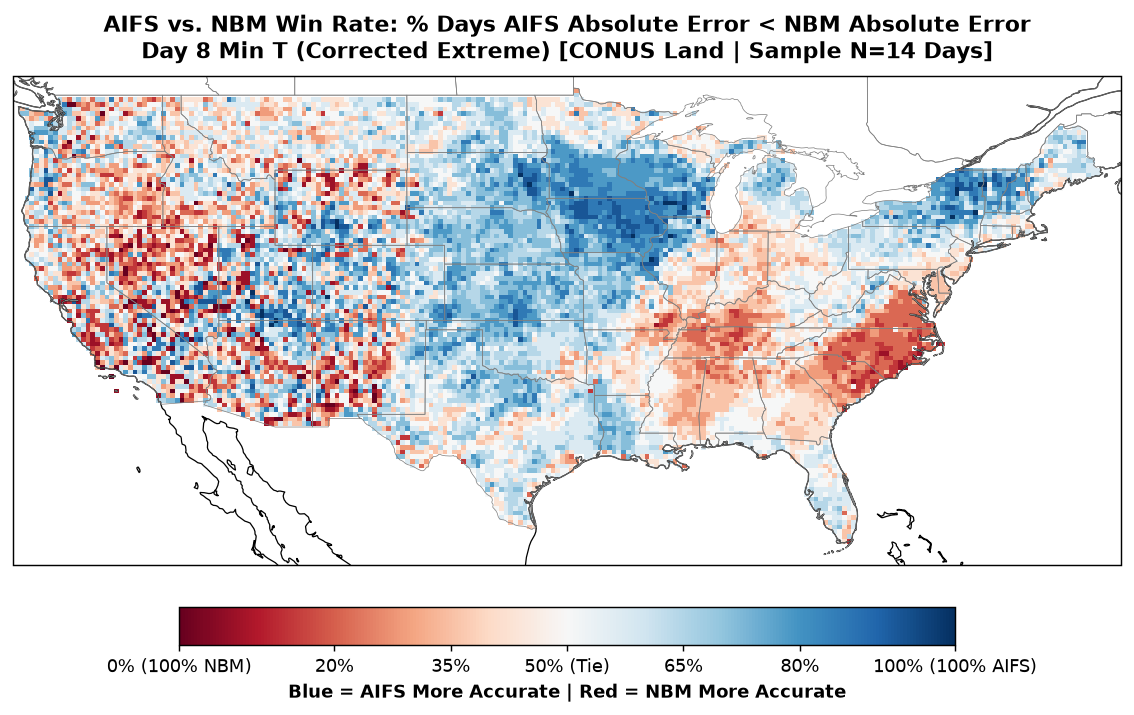 AIFS vs. NBM Win Rate: % Days AIFS Absolute Error < NBM Absolute Error
Day 8 Min T (Corrected Extreme) [CONUS Land | Sample N=14 Days]
0% (100% NBM) 20% 35% 50% (Tie) 65% 80% 100% (100% AIFS)
Blue = AIFS More Accurate | Red = NBM More Accurate